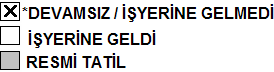 *DEVAMSIZ / İŞYERİNE GELMEDİ
İŞYERİNE GELDİ
RESMİ TATİL